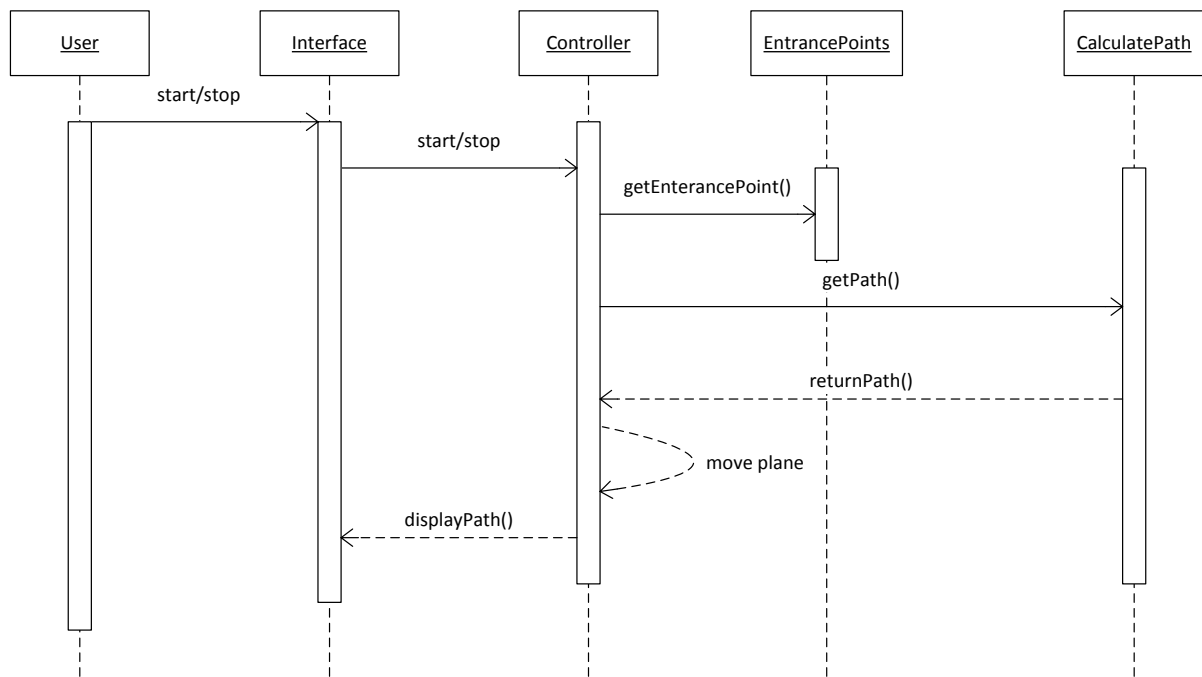 User
Interface
Controller
EntrancePoints
CalculatePath
start/stop
start/stop
getEnterancePoint()
getPath()
returnPath()
move plane
displayPath()